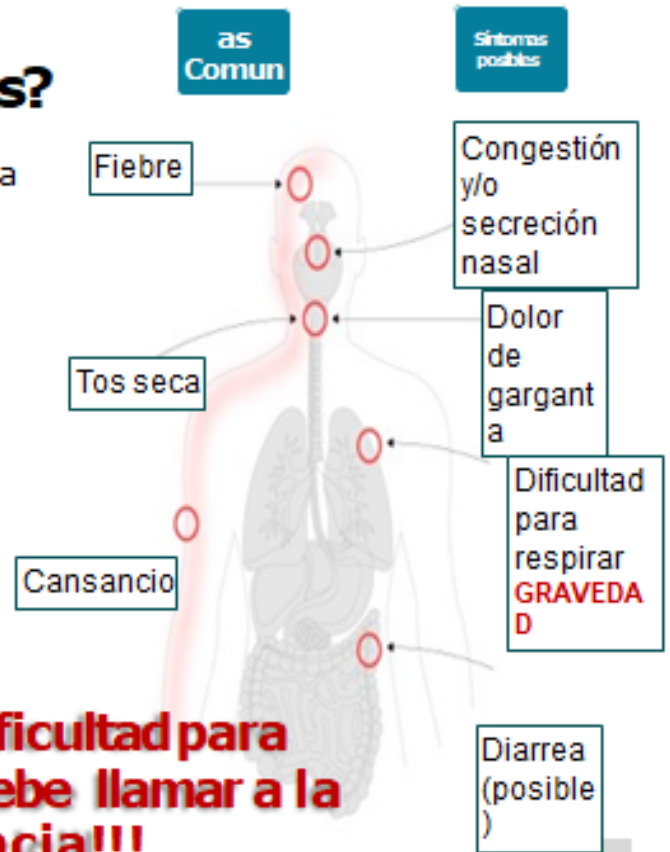 as
Comun
Síntomas
posibles
s?
a
Fiebre
Congestión
y/o
secreción
nasal
Dolor
de
gargant
a
Tos seca
Dificultad
para
respirar
GRAVEDA
D
Cansancio
ficultad para
ebe llamar a la
ncia!!!
Diarrea
(posible
)